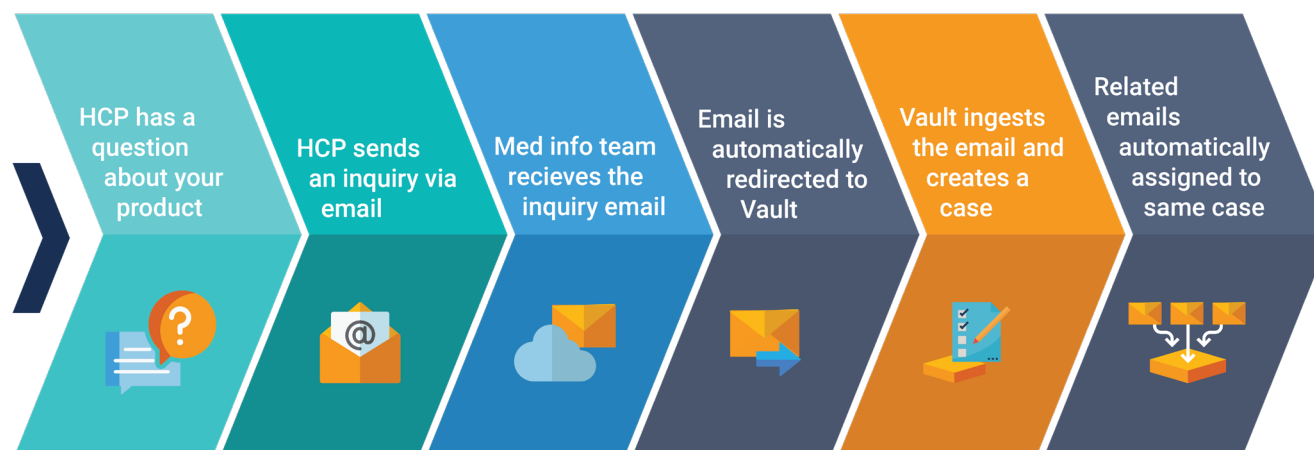 HCP has a
question
about your
product
HCP sends
an inquiry via
email
Med info team
recieves the
inquiry email
Email is
automatically
redirected to
Vault
Vault ingests
the email and
creates a
case
Related
emails
automatically
assigned to
same case
?
@